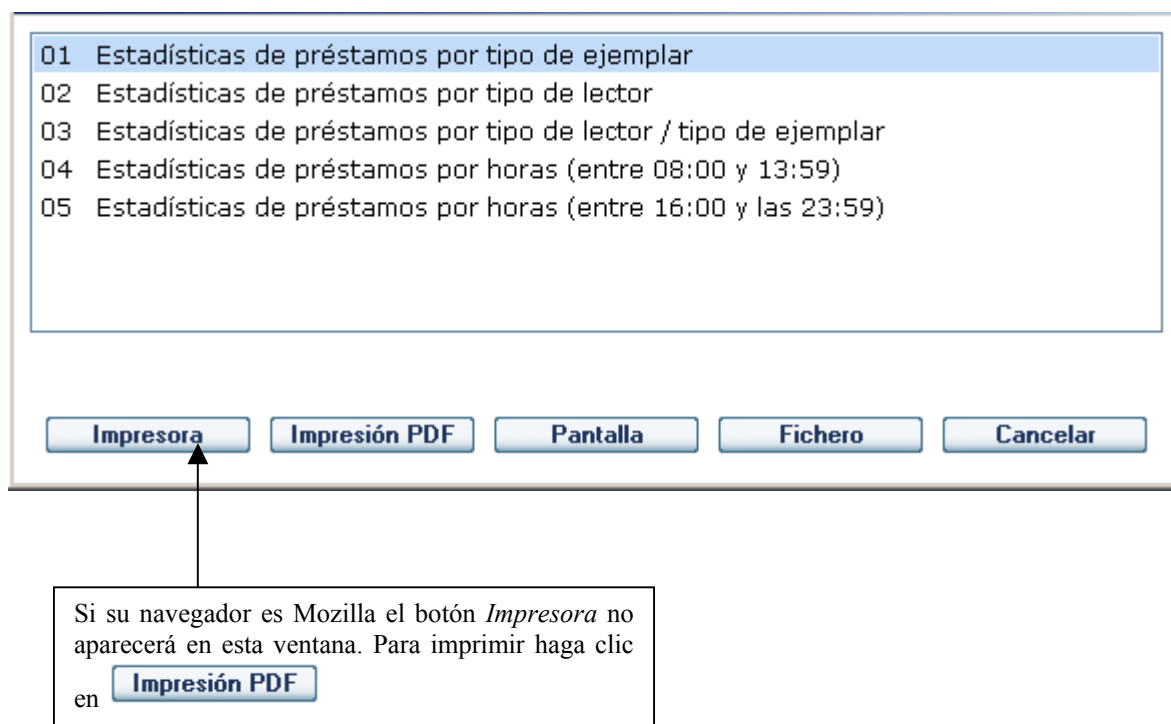 01 Estadísticas de préstamos por tipo de ejemplar
02 Estadísticas de préstamos por tipo de lector
03 Estadísticas de préstamos por tipo de lector / tipo de ejemplar
04 Estadísticas de préstamos por horas (entre 08:00 y 13:59)
05 Estadísticas de préstamos por horas (entre 16:00 y las 23:59)
Impresora Impresión PDF Pantalla Fichero Cancelar
Si su navegador es Mozilla el botón Impresora no
aparecerá en esta ventana. Para imprimir haga clic
en Impresión PDF